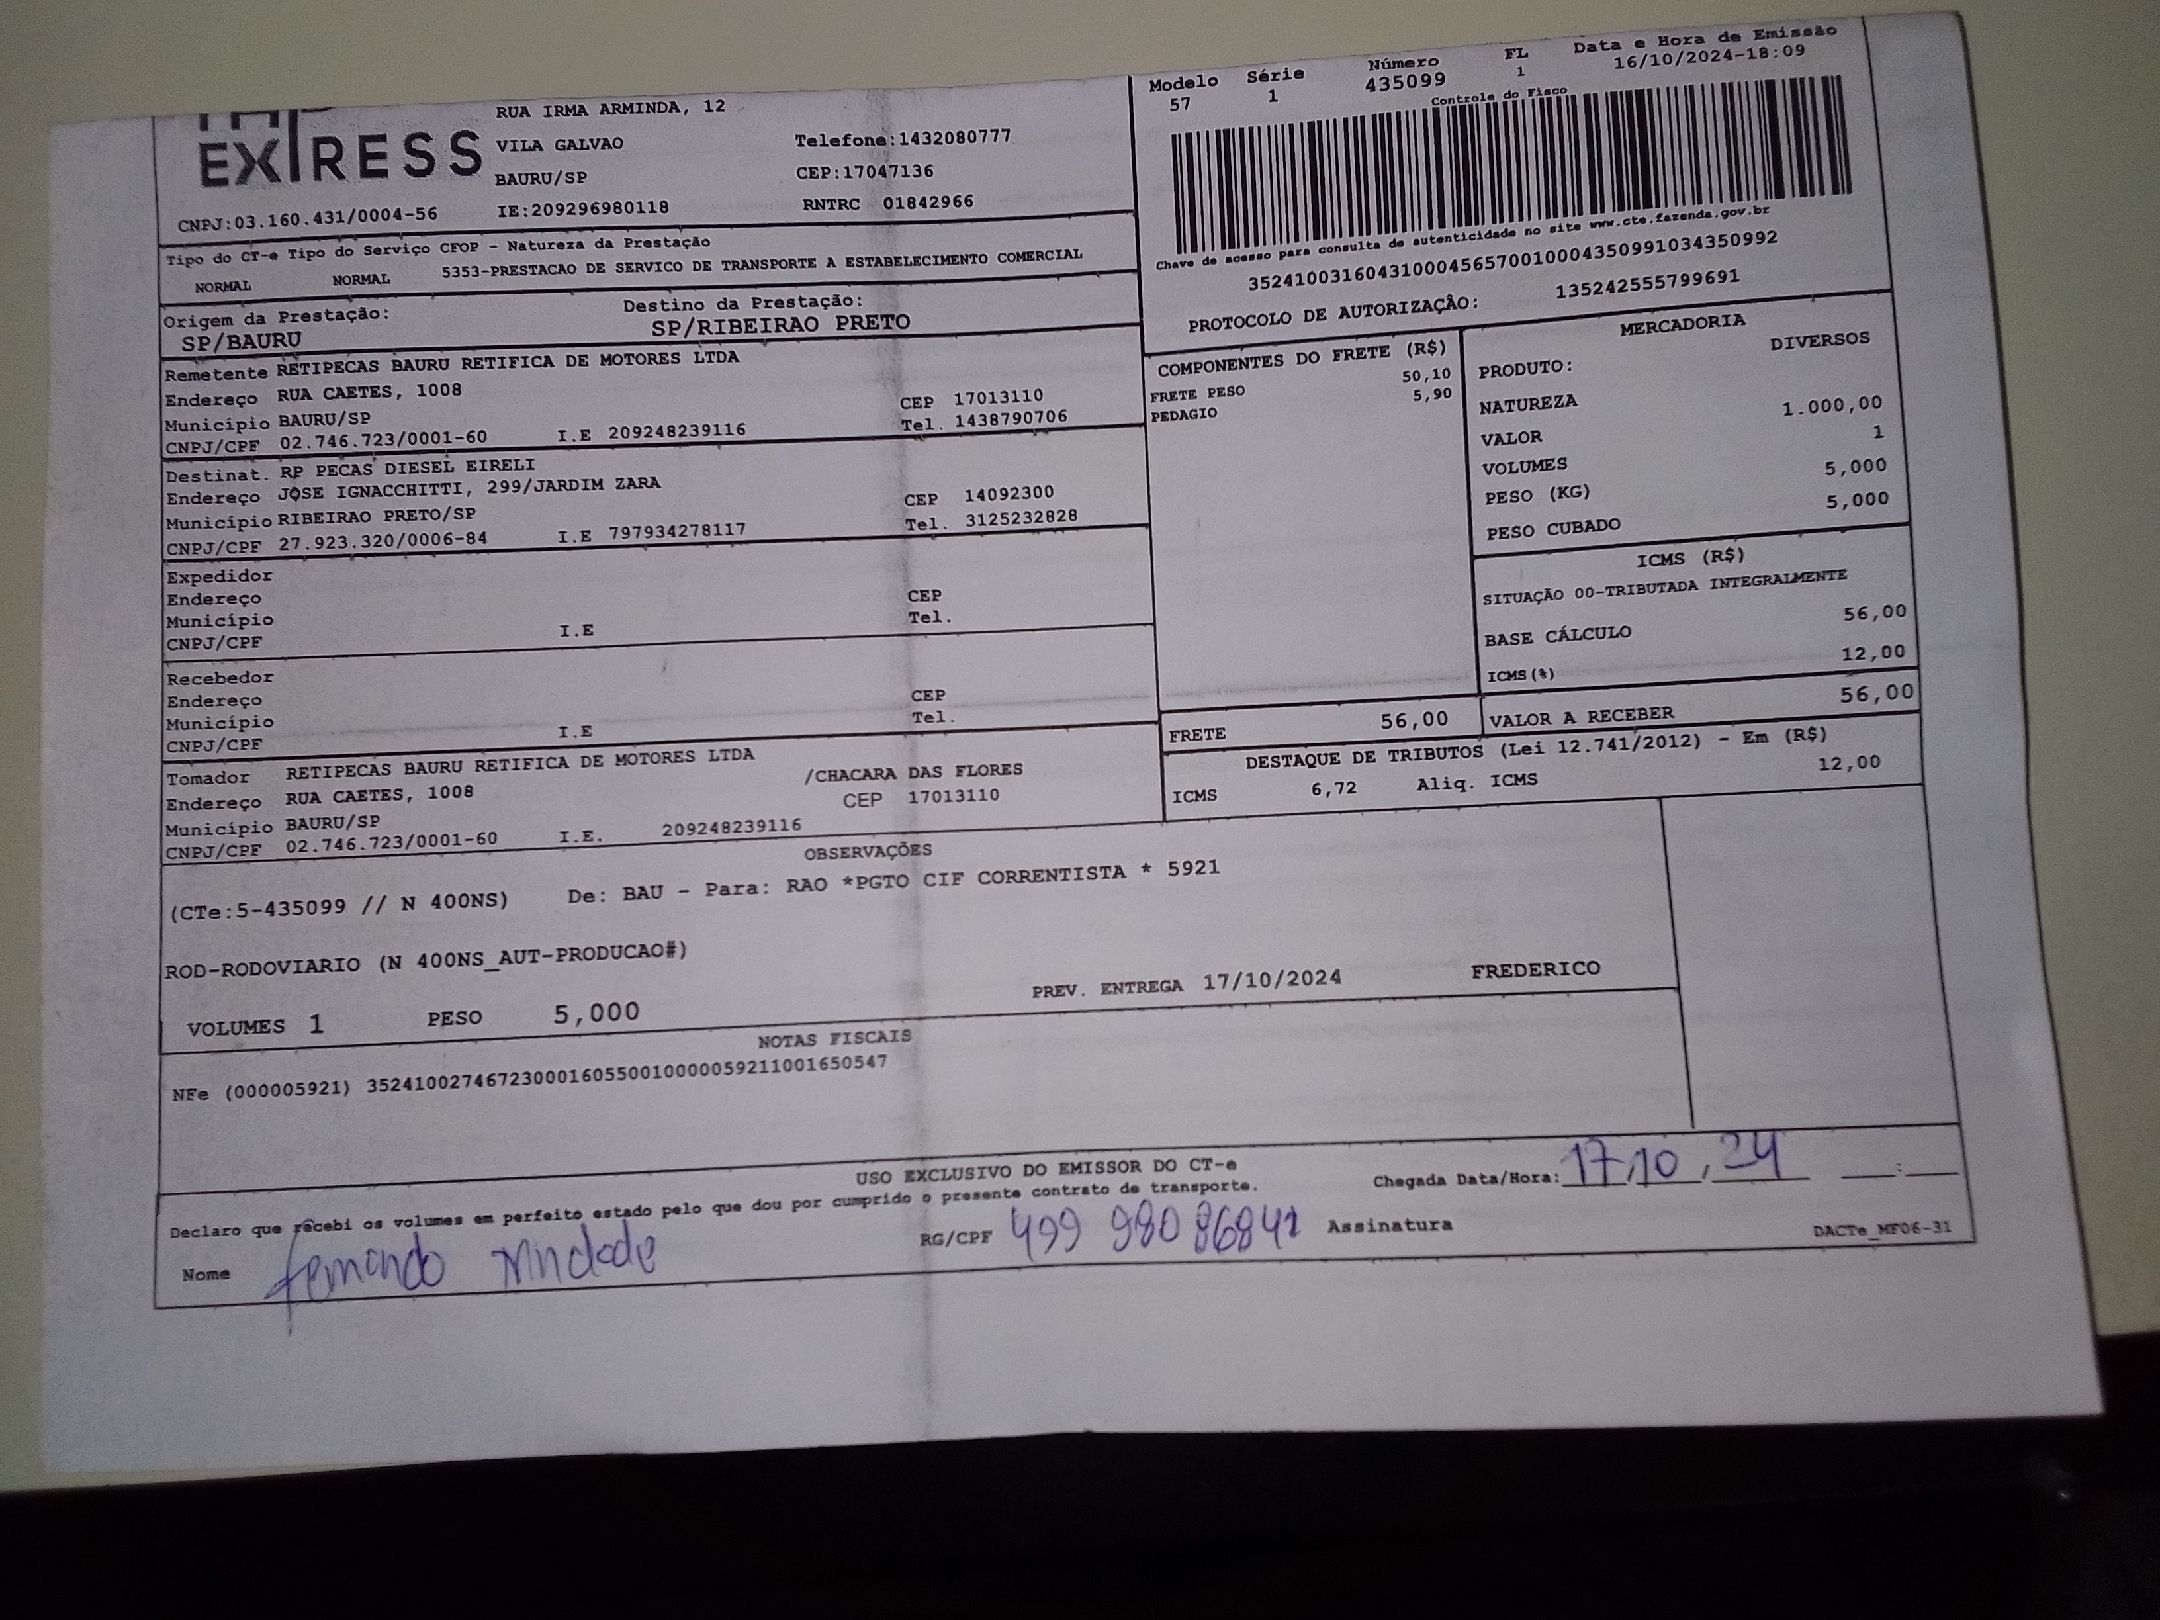 EXPRESS
CNPJ:03.160.431/0004-56
RUA IRMA ARMINDA, 12
VILA GALVAO Telefone:1432080777
BAURU/SP CEP:17047136
IE:209296980118 RNTRC 01842966
Modelo Série Número FL Data e Hora de Emissão
57 1 435099 1 16/10/2024-18:09
Controle do Fisco
Chave de acesso para consulta de autenticidade no site www.cte.fazenda.gov.br
35241003160431000456570010004350991034350992
PROTOCOLO DE AUTORIZAÇÃO: 135242555799691
Tipo do CT-e Tipo do Serviço CFOP - Natureza da Prestação
NORMAL NORMAL 5353-PRESTACAO DE SERVICO DE TRANSPORTE A ESTABELECIMENTO COMERCIAL
Origem da Prestação: Destino da Prestação:
SP/BAURU SP/RIBEIRAO PRETO
Remetente RETIPECAS BAURU RETIFICA DE MOTORES LTDA
Endereço RUA CAETES, 1008 CEP 17013110
Município BAURU/SP Tel. 1438790706
CNPJ/CPF 02.746.723/0001-60 I.E 209248239116
Destinat. RP PECAS DIESEL EIRELI
Endereço JOSE IGNACCHITTI, 299/JARDIM ZARA CEP 14092300
Município RIBEIRAO PRETO/SP Tel. 3125232828
CNPJ/CPF 27.923.320/0006-84 I.E 797934278117
Expedidor
Endereço CEP
Município Tel.
CNPJ/CPF I.E
Recebedor
Endereço CEP
Município Tel.
CNPJ/CPF I.E
Tomador RETIPECAS BAURU RETIFICA DE MOTORES LTDA
Endereço RUA CAETES, 1008 /CHACARA DAS FLORES
Município BAURU/SP CEP 17013110
CNPJ/CPF 02.746.723/0001-60 I.E. 209248239116
COMPONENTES DO FRETE (R$)
FRETE PESO 50,10
PEDAGIO 5,90
MERCADORIA
PRODUTO: DIVERSOS
NATUREZA
VALOR 1.000,00
VOLUMES 1
PESO (KG) 5,000
PESO CUBADO 5,000
ICMS (R$)
SITUAÇÃO 00-TRIBUTADA INTEGRALMENTE
BASE CÁLCULO 56,00
ICMS(%) 12,00
FRETE 56,00 VALOR A RECEBER 56,00
DESTAQUE DE TRIBUTOS (Lei 12.741/2012) - Em (R$)
ICMS 6,72 Aliq. ICMS 12,00
OBSERVAÇÕES
(CTe:5-435099 // N 400NS) De: BAU - Para: RAO *PGTO CIF CORRENTISTA * 5921
ROD-RODOVIARIO (N 400NS_AUT-PRODUCAO#)
VOLUMES 1 PESO 5,000 PREV. ENTREGA 17/10/2024 FREDERICO
NOTAS FISCAIS
NFe (000005921) 35241002746723000160550010000059211001650547
USO EXCLUSIVO DO EMISSOR DO CT-e
Declaro que recebi os volumes em perfeito estado pelo que dou por cumprido o presente contrato de transporte. Chegada Data/Hora: 17,10,24 :
Nome Fernando RG/CPF 499 980 86842 Assinatura
DACTe_MF06-31